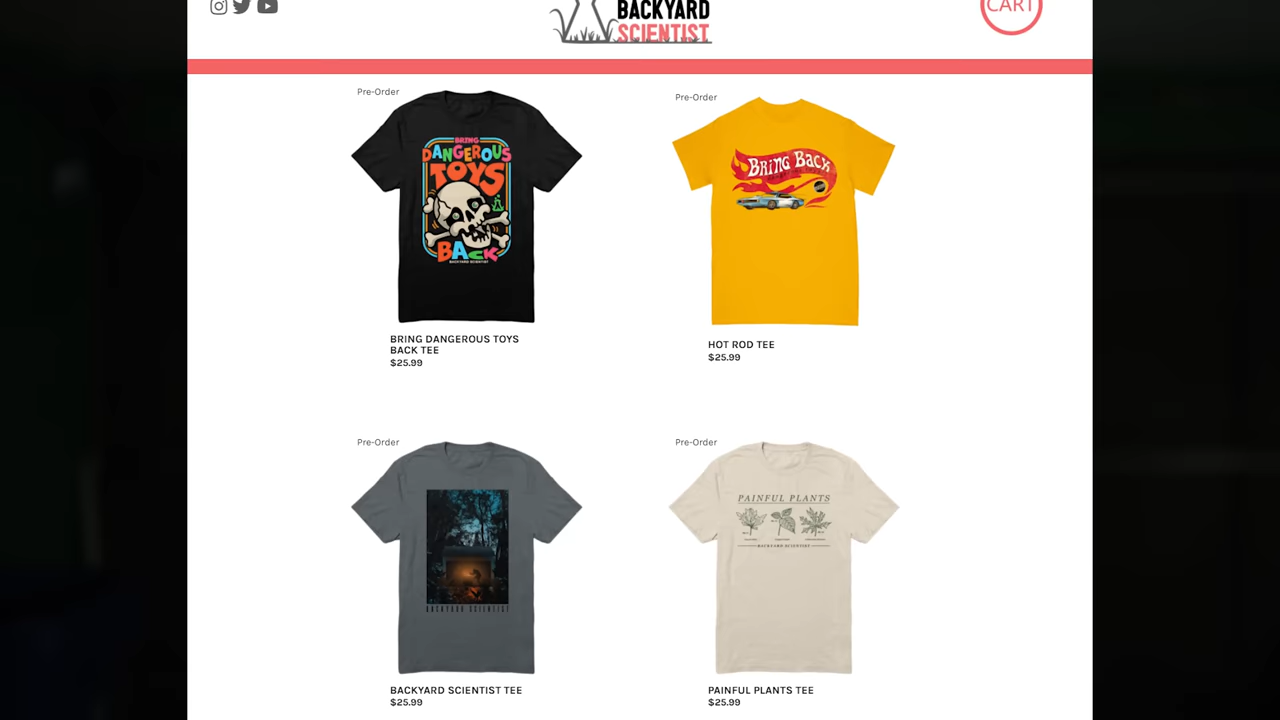 BACKYARD
SCIENTIST
CART
Pre-Order
BRING
DANGEROUS
TOYS
BACK
BACKYARD SCIENTIST
BRING DANGEROUS TOYS
BACK TEE
$25.99
Pre-Order
BRING BACK
HOT ROD TEE
$25.99
Pre-Order
BACKYARD SCIENTIST
BACKYARD SCIENTIST TEE
$25.99
Pre-Order
PAINFUL PLANTS
BACKYARD SCIENTIST
PAINFUL PLANTS TEE
$25.99